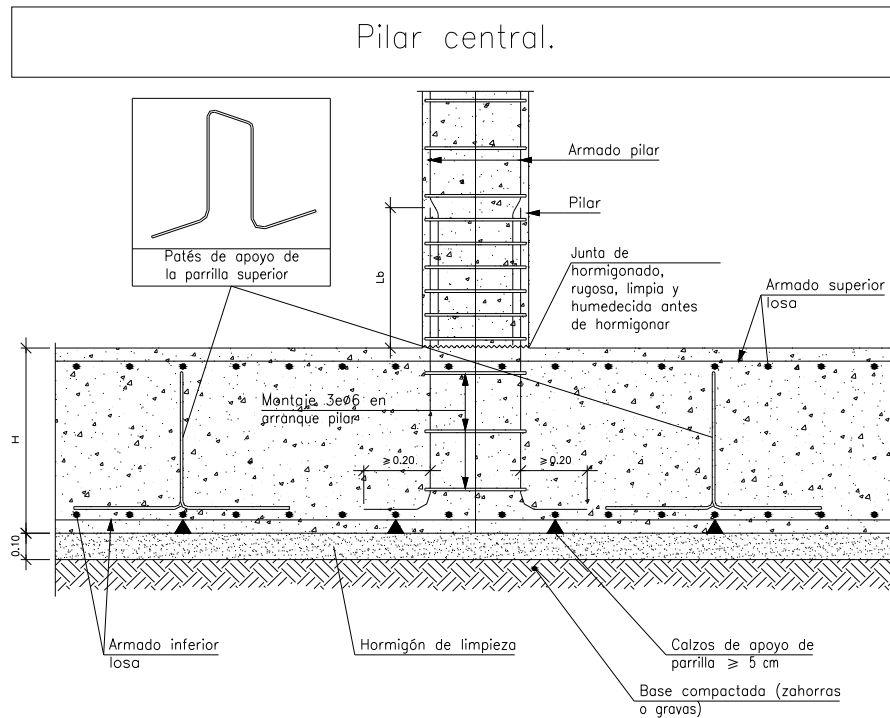 Pilar central.
Armado pilar
Pilar
Patés de apoyo de
la parrilla superior
Junta de
hormigonado,
rugosa, limpia y
humedecida antes
de hormigonar
Lb
Armado superior
losa
Montaje 3eø6 en
arranque pilar
H
≥0.20
≥0.20
0.10
Armado inferior
losa
Hormigón de limpieza
Calzos de apoyo de
parrilla ≥ 5 cm
Base compactada (zahorras
o gravas)